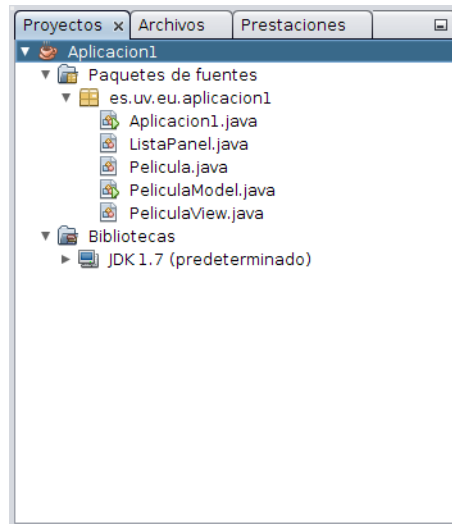 Proyectos x Archivos Prestaciones
Aplicacion1
Paquetes de fuentes
es.uv.eu.aplicacion1
Aplicacion1.java
ListaPanel.java
Pelicula.java
PeliculaModel.java
PeliculaView.java
Bibliotecas
JDK 1.7 (predeterminado)